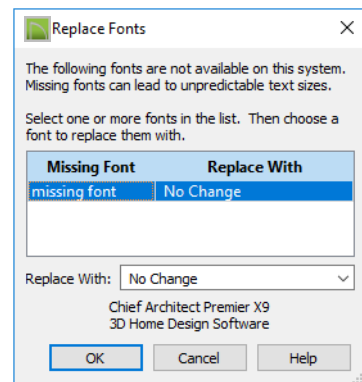 Replace Fonts
The following fonts are not available on this system.
Missing fonts can lead to unpredictable text sizes.
Select one or more fonts in the list. Then choose a
font to replace them with.
Missing Font Replace With
missing font No Change
Replace With: No Change
Chief Architect Premier X9
3D Home Design Software
OK Cancel Help